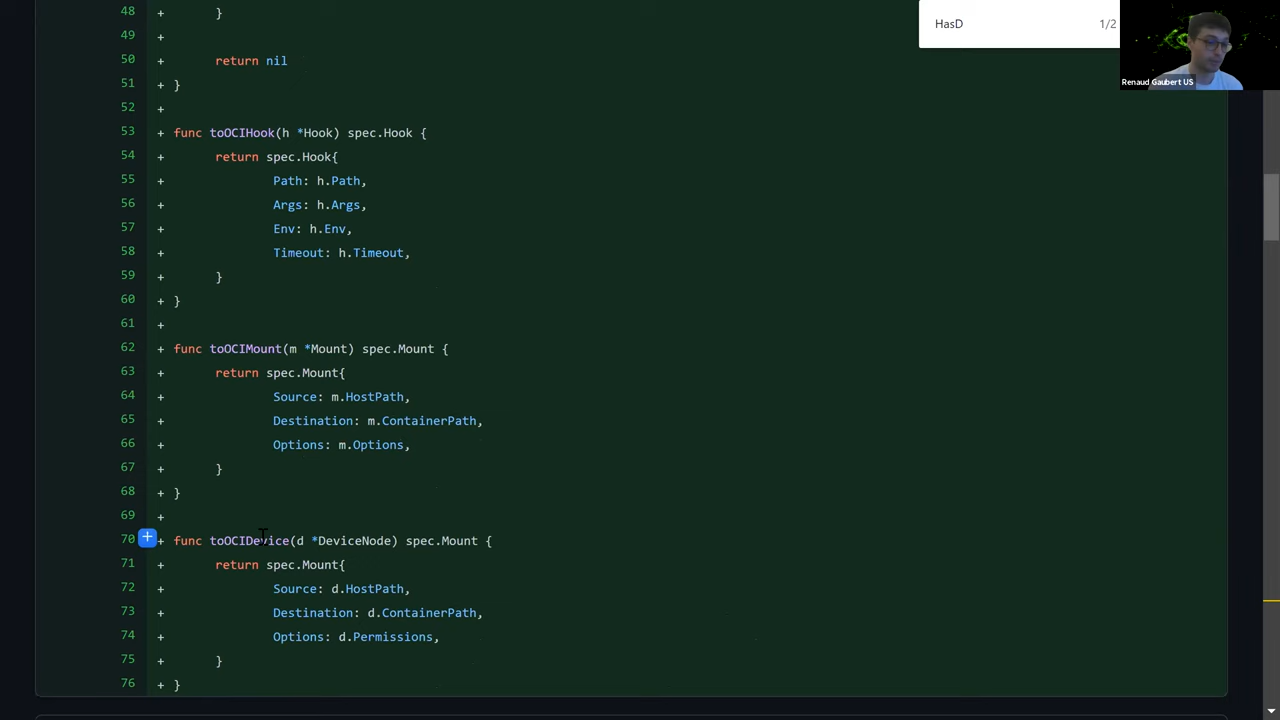 HasD 1/2
Renaud Gaubert US
48 + }
49 +
50 + return nil
51 + }
52 +
53 + func toOCIHook(h *Hook) spec.Hook {
54 + return spec.Hook{
55 + Path: h.Path,
56 + Args: h.Args,
57 + Env: h.Env,
58 + Timeout: h.Timeout,
59 + }
60 + }
61 +
62 + func toOCIMount(m *Mount) spec.Mount {
63 + return spec.Mount{
64 + Source: m.HostPath,
65 + Destination: m.ContainerPath,
66 + Options: m.Options,
67 + }
68 + }
69 +
70 + func toOCIDevice(d *DeviceNode) spec.Mount {
71 + return spec.Mount{
72 + Source: d.HostPath,
73 + Destination: d.ContainerPath,
74 + Options: d.Permissions,
75 + }
76 + }